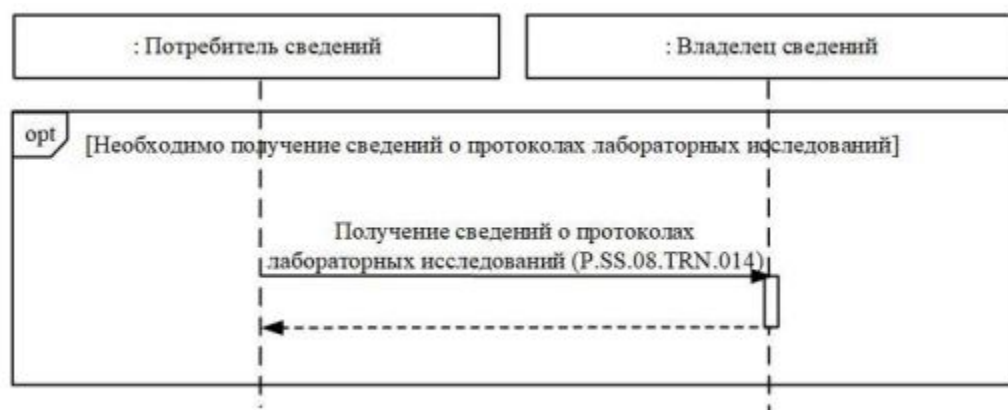 : Потребитель сведений
: Владелец сведений
opt
[Необходимо получение сведений о протоколах лабораторных исследований]
Получение сведений о протоколах
лабораторных исследований (P.SS.08.TRN.014)